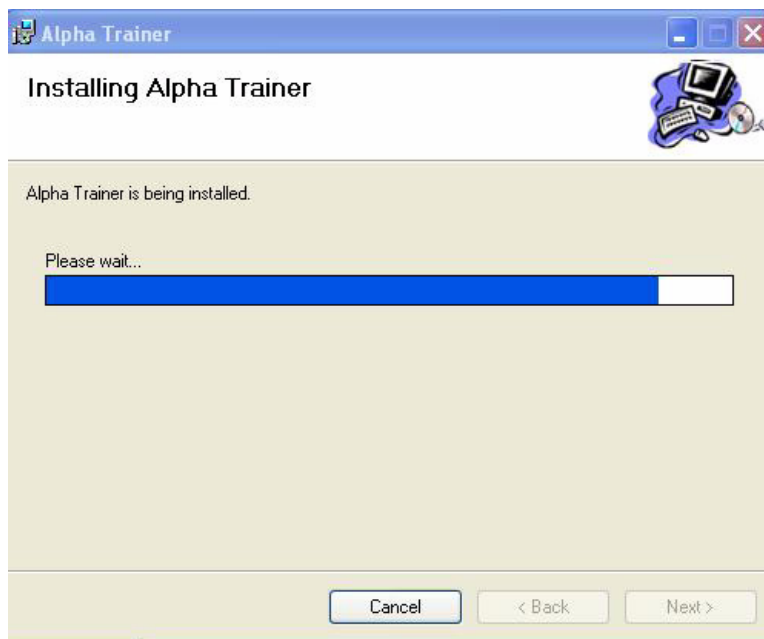 Alpha Trainer
Installing Alpha Trainer
Alpha Trainer is being installed.
Please wait...
Cancel
< Back
Next >